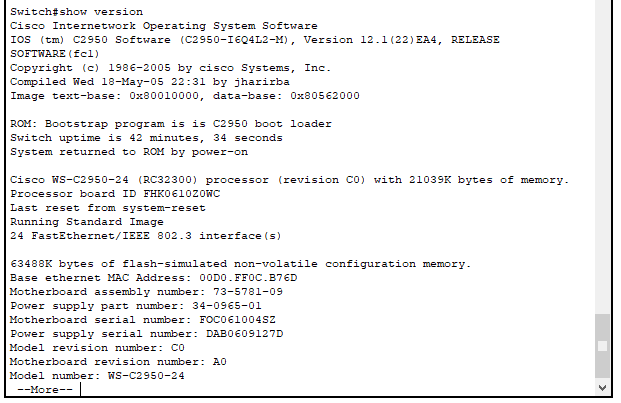 Switch#show version
Cisco Internetwork Operating System Software
IOS (tm) C2950 Software (C2950-I6Q4L2-M), Version 12.1(22)EA4, RELEASE
SOFTWARE(fc1)
Copyright (c) 1986-2005 by cisco Systems, Inc.
Compiled Wed 18-May-05 22:31 by jharirba
Image text-base: 0x80010000, data-base: 0x80562000

ROM: Bootstrap program is is C2950 boot loader
Switch uptime is 42 minutes, 34 seconds
System returned to ROM by power-on

Cisco WS-C2950-24 (RC32300) processor (revision C0) with 21039K bytes of memory.
Processor board ID FHK0610Z0WC
Last reset from system-reset
Running Standard Image
24 FastEthernet/IEEE 802.3 interface(s)

63488K bytes of flash-simulated non-volatile configuration memory.
Base ethernet MAC Address: 00D0.FF0C.B76D
Motherboard assembly number: 73-5781-09
Power supply part number: 34-0965-01
Motherboard serial number: FOC061004SZ
Power supply serial number: DAB0609127D
Model revision number: C0
Motherboard revision number: A0
Model number: WS-C2950-24
--More--